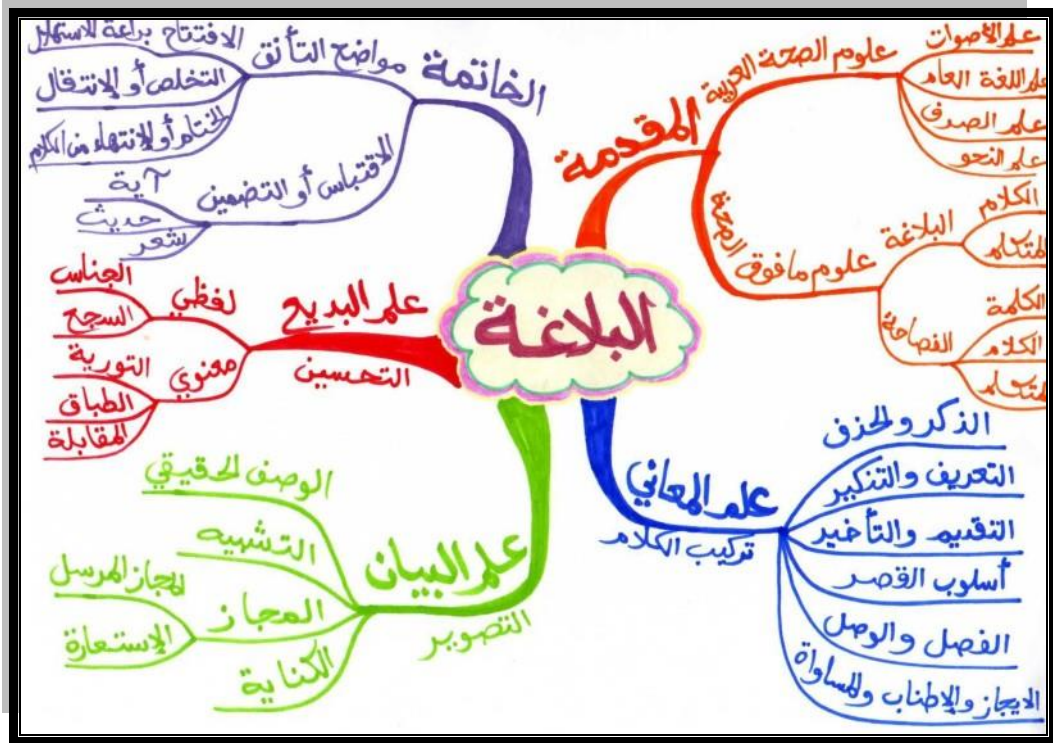 البلاغة
المقدمة
علوم الصحة العربية
علم الأصوات
علم اللغة العام
علم الصرف
علم النحو
علوم مافوق الصحة
البلاغة
الكلام
المتكلم
الفصاحة
الكلمة
الكلام
المتكلم
علم المعاني
تركيب الكلام
الذكر والحذف
التعريف والتنكير
التقديم والتأخير
أسلوب القصر
الفصل والوصل
الايجاز والإطناب والمساواة
علم البيان
التصوير
الوصف الحقيقي
التشبيه
المجاز
المجاز المرسل
الإستعارة
الكناية
علم البديع
التحسين
لفظي
الجناس
السجع
معنوي
التورية
الطباق
المقابلة
الخاتمة
مواضع التأنق
الافتتاح براعة الاستهلال
التخلص أو الإنتقال
الختام أو الإنتهاء من الكلام
الاقتباس أو التضمين
آية
حديث
شعر